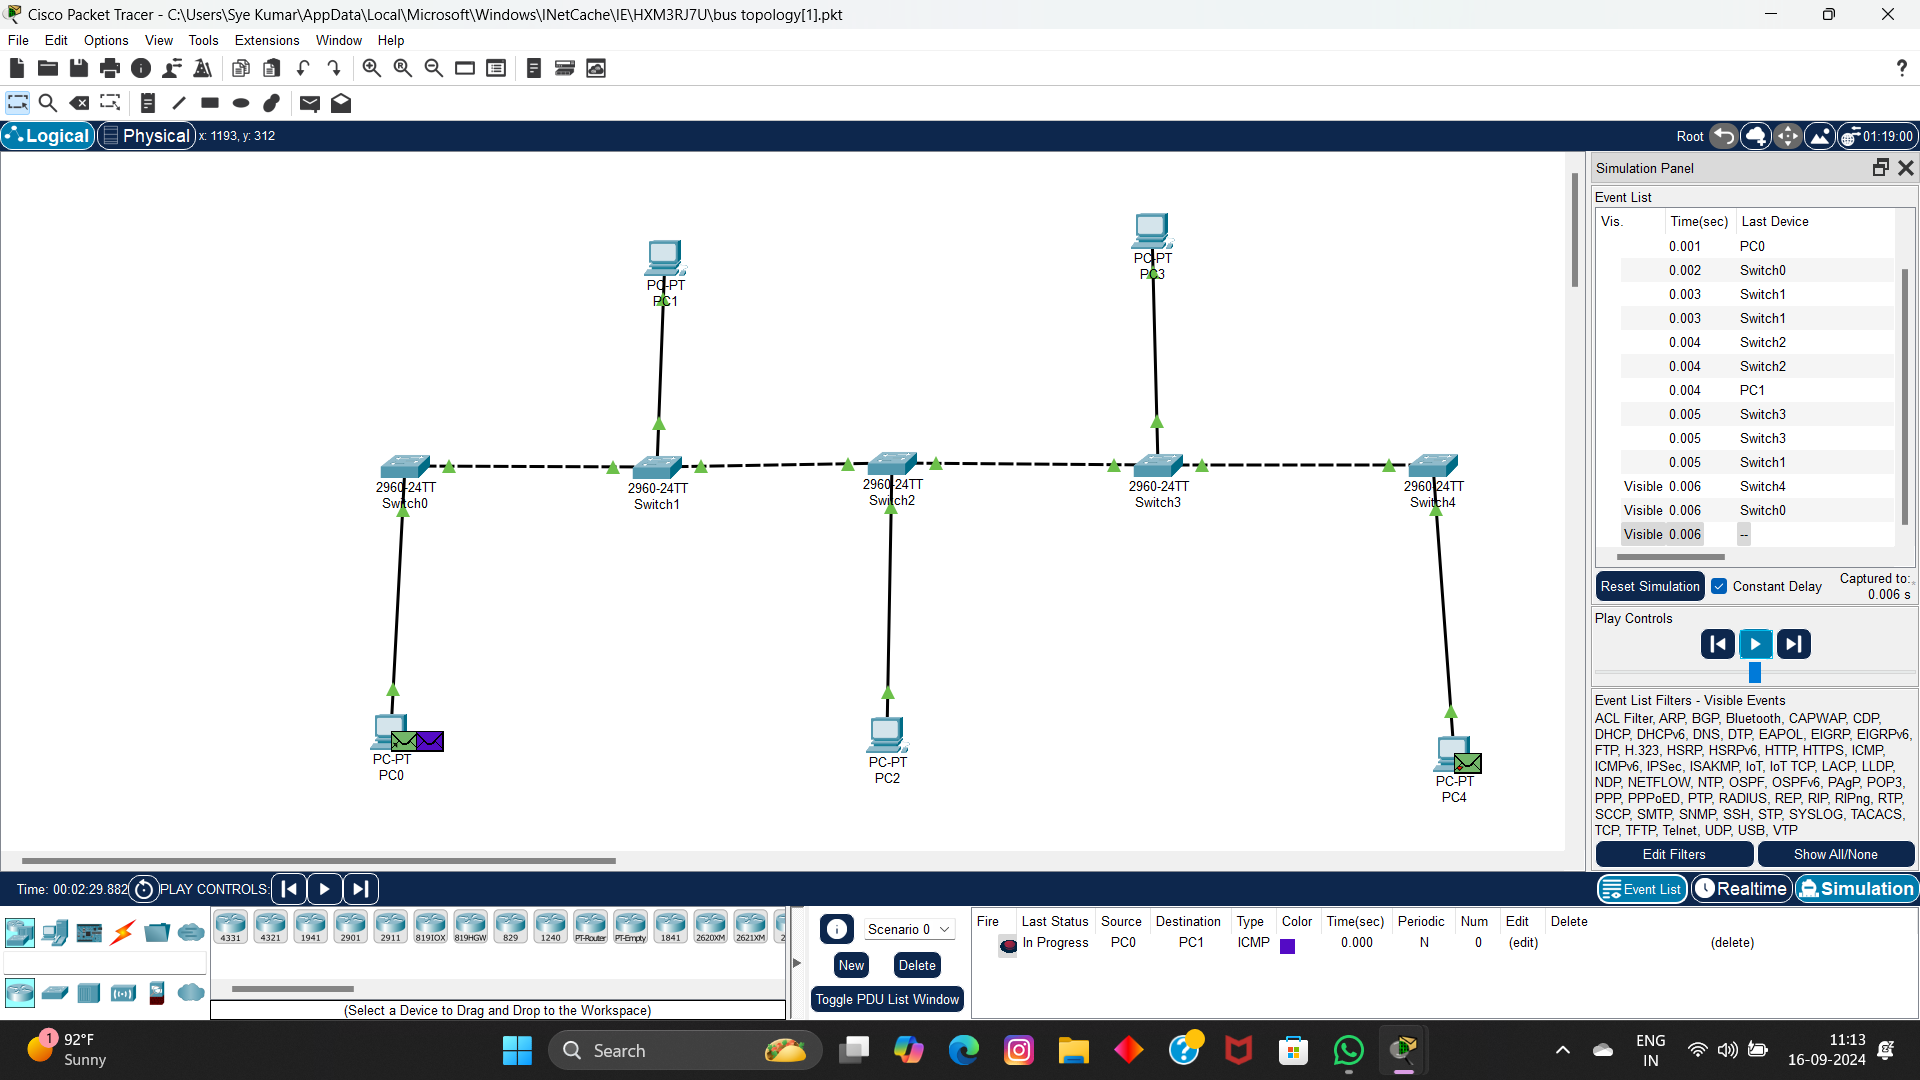 Cisco Packet Tracer - C:\Users\Sye Kumar\AppData\Local\Microsoft\Windows\INetCache\IE\HXM3RJ7U\bus topology[1].pkt
File Edit Options View Tools Extensions Window Help
?
Logical Physical x: 1193, y: 312 Root 01:19:00
Simulation Panel
Event List
Vis. Time(sec) Last Device
0.001 PC0
0.002 Switch0
0.003 Switch1
0.003 Switch1
0.004 Switch2
0.004 Switch2
0.004 PC1
0.005 Switch3
0.005 Switch3
0.005 Switch1
Visible 0.006 Switch4
Visible 0.006 Switch0
Visible 0.006 --
Reset Simulation Constant Delay Captured to:
0.006 s
Play Controls
Event List Filters - Visible Events
ACL Filter, ARP, BGP, Bluetooth, CAPWAP, CDP,
DHCP, DHCPv6, DNS, DTP, EAPOL, EIGRP, EIGRPv6,
FTP, H.323, HSRP, HSRPv6, HTTP, HTTPS, ICMP,
ICMPv6, IPSec, ISAKMP, IoT, IoT TCP, LACP, LLDP,
NDP, NETFLOW, NTP, OSPF, OSPFv6, PAgP, POP3,
PPP, PPPoED, PTP, RADIUS, REP, RIP, RIPng, RTP,
SCCP, SMTP, SNMP, SSH, STP, SYSLOG, TACACS,
TCP, TFTP, Telnet, UDP, USB, VTP
Edit Filters Show All/None
PC-PT
PC1
PC-PT
PC3
2960-24TT
Switch0
2960-24TT
Switch1
2960-24TT
Switch2
2960-24TT
Switch3
2960-24TT
Switch4
PC-PT
PC0
PC-PT
PC2
PC-PT
PC4
Time: 00:02:29.882 PLAY CONTROLS: Event List Realtime Simulation
4331 4321 1941 2901 2911 819IOX 819HGW 829 1240 PT-Router PT-Empty 1841 2620XM 2621XM
(Select a Device to Drag and Drop to the Workspace)
Scenario 0
New Delete
Toggle PDU List Window
Fire Last Status Source Destination Type Color Time(sec) Periodic Num Edit Delete
In Progress PC0 PC1 ICMP 0.000 N 0 (edit) (delete)
1
92°F
Sunny
Search
ENG
IN
11:13
16-09-2024